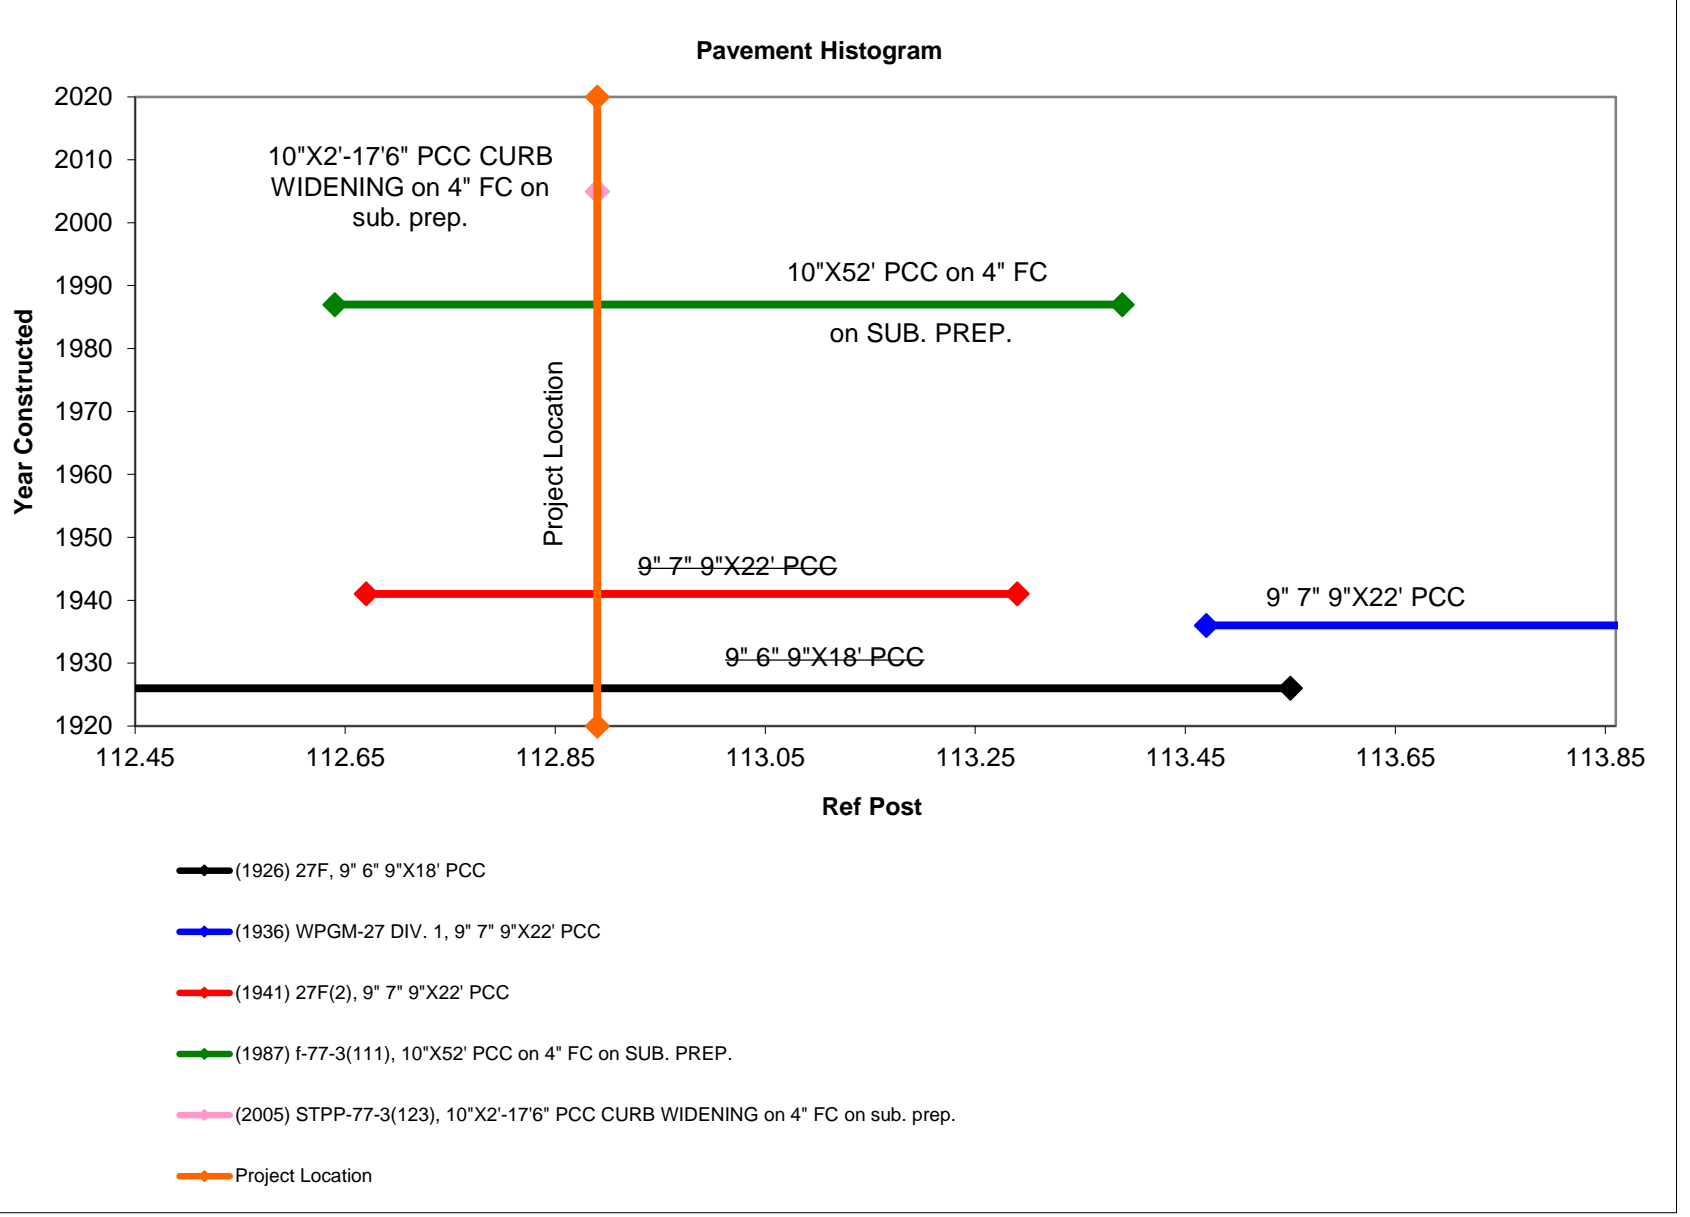 Pavement Histogram
2020
2010
2000
1990
1980
1970
1960
1950
1940
1930
1920
Year Constructed
10"X2'-17'6" PCC CURB
WIDENING on 4" FC on
sub. prep.
10"X52' PCC on 4" FC
on SUB. PREP.
Project Location
9" 7" 9"X22' PCC
9" 7" 9"X22' PCC
9" 6" 9"X18' PCC
112.45 112.65 112.85 113.05 113.25 113.45 113.65 113.85
Ref Post
(1926) 27F, 9" 6" 9"X18' PCC
(1936) WPGM-27 DIV. 1, 9" 7" 9"X22' PCC
(1941) 27F(2), 9" 7" 9"X22' PCC
(1987) f-77-3(111), 10"X52' PCC on 4" FC on SUB. PREP.
(2005) STPP-77-3(123), 10"X2'-17'6" PCC CURB WIDENING on 4" FC on sub. prep.
Project Location